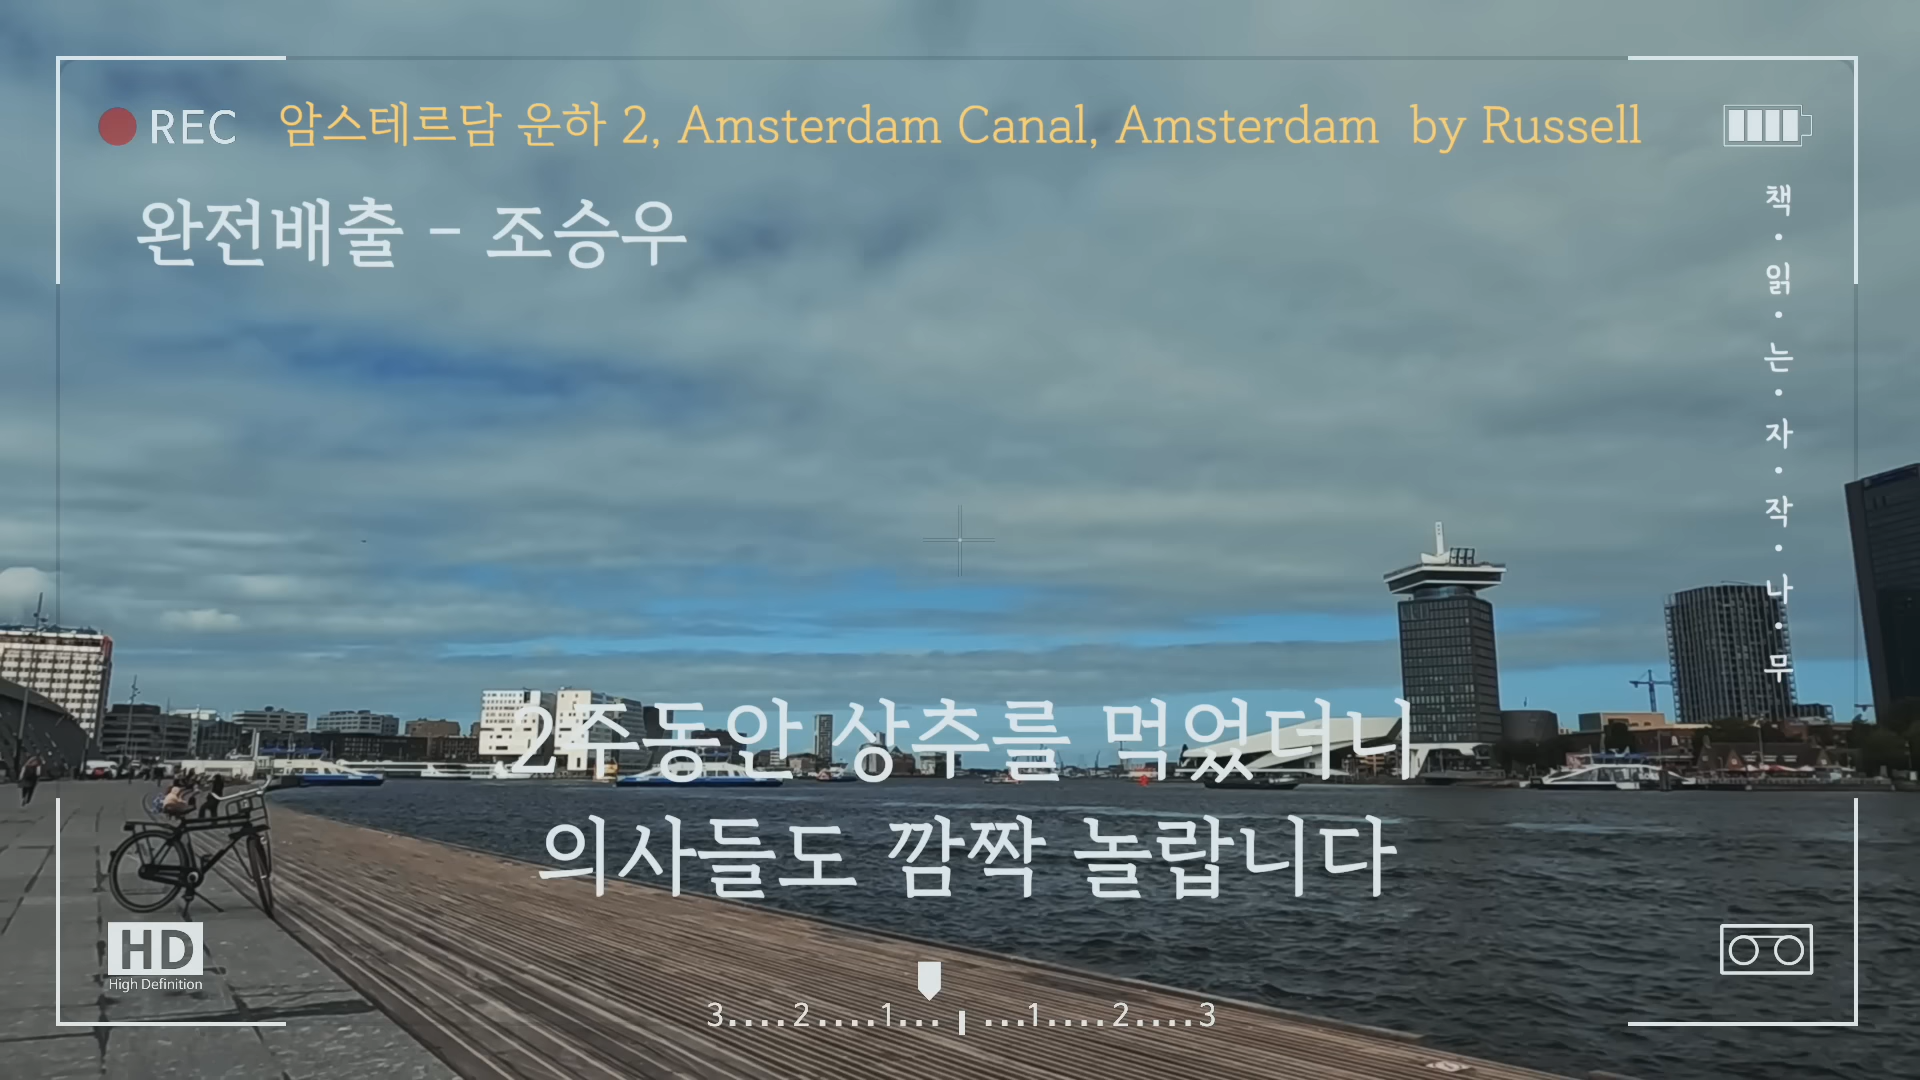 REC 암스테르담 운하 2, Amsterdam Canal, Amsterdam by Russell
완전배출 - 조승우
책·읽·는·자·작·나·무
2주동안 상추를 먹었더니
의사들도 깜짝 놀랍니다
HD
High Definition
3....2....1... ...1....2....3